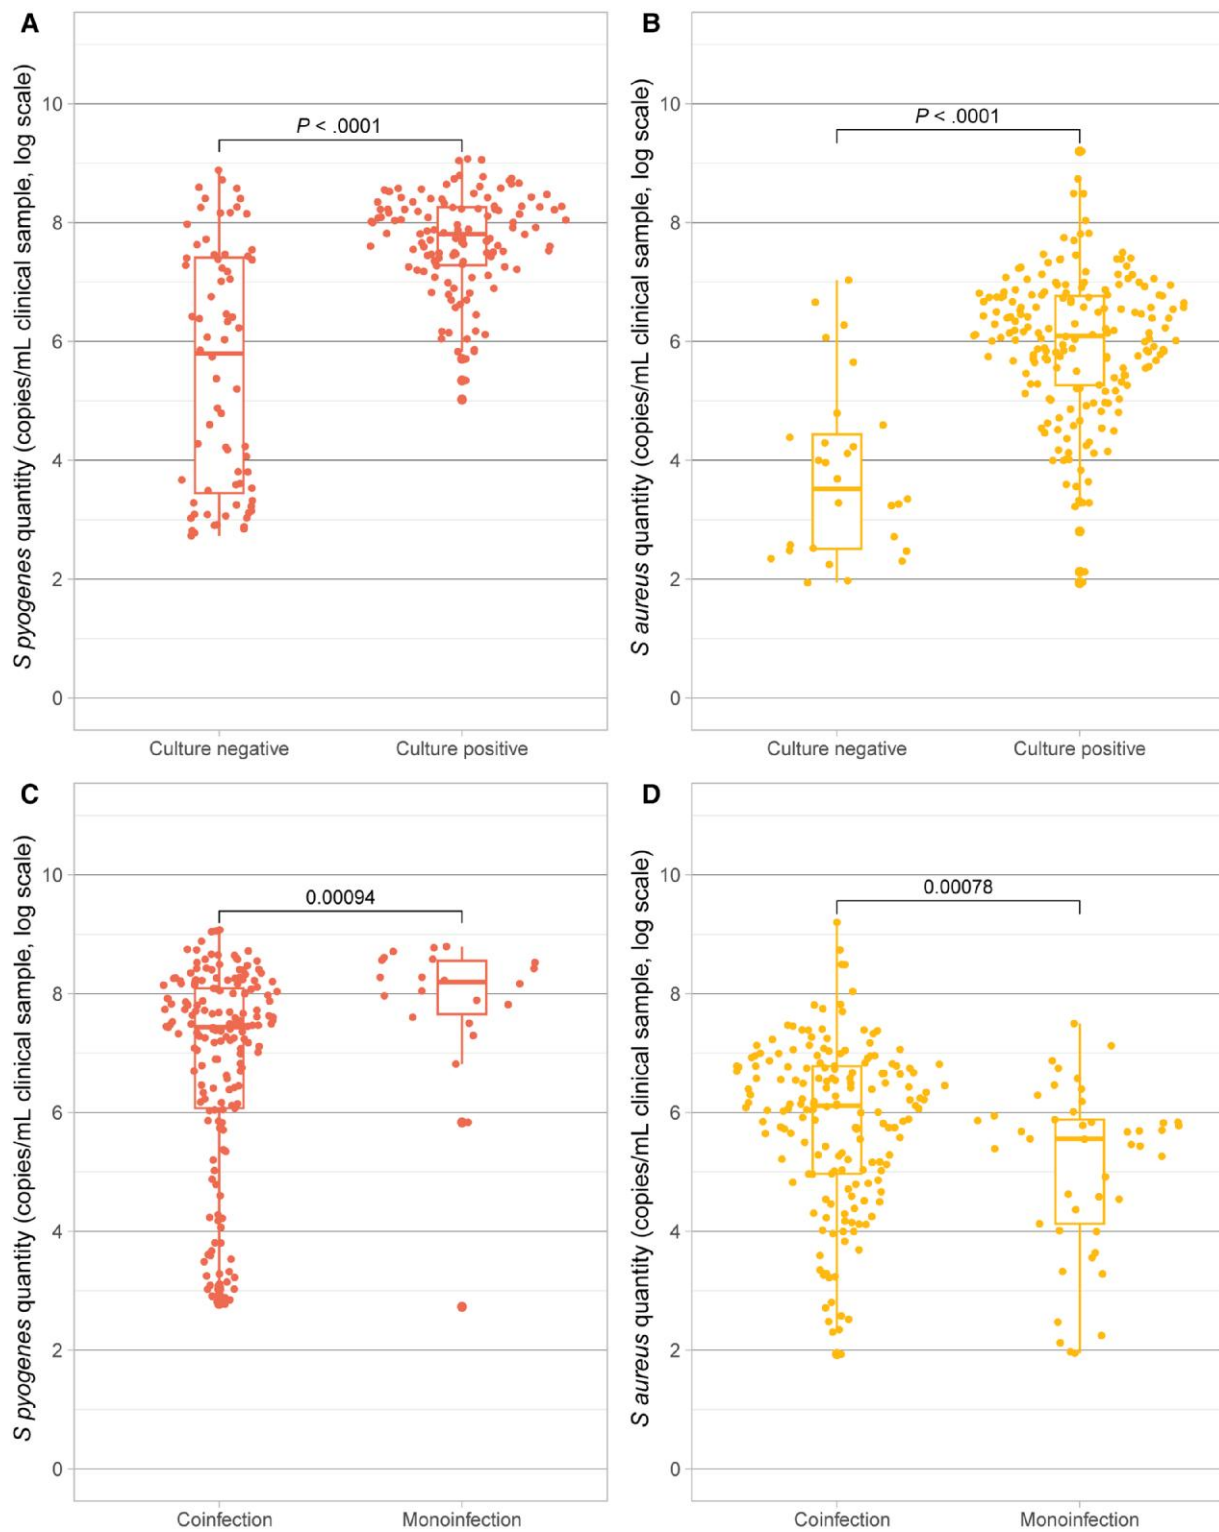 A
S pyogenes quantity (copies/mL clinical sample, log scale)
10
8
6
4
2
0
P < .0001
Culture negative
Culture positive
B
S aureus quantity (copies/mL clinical sample, log scale)
10
8
6
4
2
0
P < .0001
Culture negative
Culture positive
C
S pyogenes quantity (copies/mL clinical sample, log scale)
10
8
6
4
2
0
0.00094
Coinfection
Monoinfection
D
S aureus quantity (copies/mL clinical sample, log scale)
10
8
6
4
2
0
0.00078
Coinfection
Monoinfection